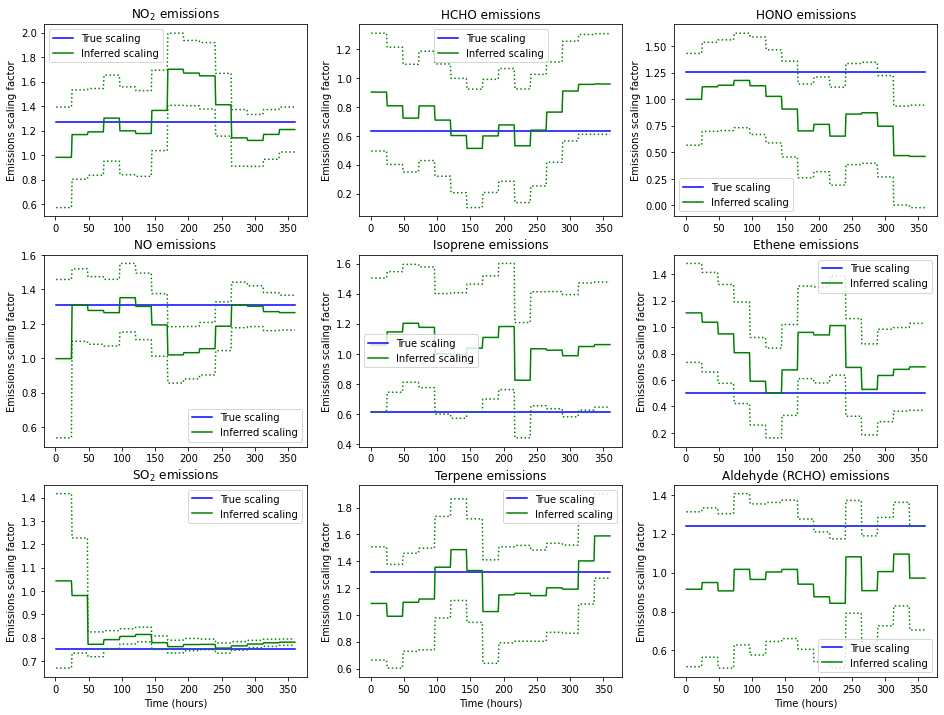 NO₂ emissions
Emissions scaling factor
2.0
1.8
1.6
1.4
1.2
1.0
0.8
0.6
0 50 100 150 200 250 300 350
True scaling
Inferred scaling
HCHO emissions
Emissions scaling factor
1.2
1.0
0.8
0.6
0.4
0.2
0 50 100 150 200 250 300 350
True scaling
Inferred scaling
HONO emissions
Emissions scaling factor
1.50
1.25
1.00
0.75
0.50
0.25
0.00
0 50 100 150 200 250 300 350
True scaling
Inferred scaling
NO emissions
Emissions scaling factor
1.6
1.4
1.2
1.0
0.8
0.6
0 50 100 150 200 250 300 350
True scaling
Inferred scaling
Isoprene emissions
Emissions scaling factor
1.6
1.4
1.2
1.0
0.8
0.6
0.4
0 50 100 150 200 250 300 350
True scaling
Inferred scaling
Ethene emissions
Emissions scaling factor
1.4
1.2
1.0
0.8
0.6
0.4
0.2
0 50 100 150 200 250 300 350
True scaling
Inferred scaling
SO₂ emissions
Emissions scaling factor
1.4
1.3
1.2
1.1
1.0
0.9
0.8
0.7
0 50 100 150 200 250 300 350
Time (hours)
True scaling
Inferred scaling
Terpene emissions
Emissions scaling factor
1.8
1.6
1.4
1.2
1.0
0.8
0.6
0 50 100 150 200 250 300 350
Time (hours)
True scaling
Inferred scaling
Aldehyde (RCHO) emissions
Emissions scaling factor
1.4
1.2
1.0
0.8
0.6
0 50 100 150 200 250 300 350
Time (hours)
True scaling
Inferred scaling